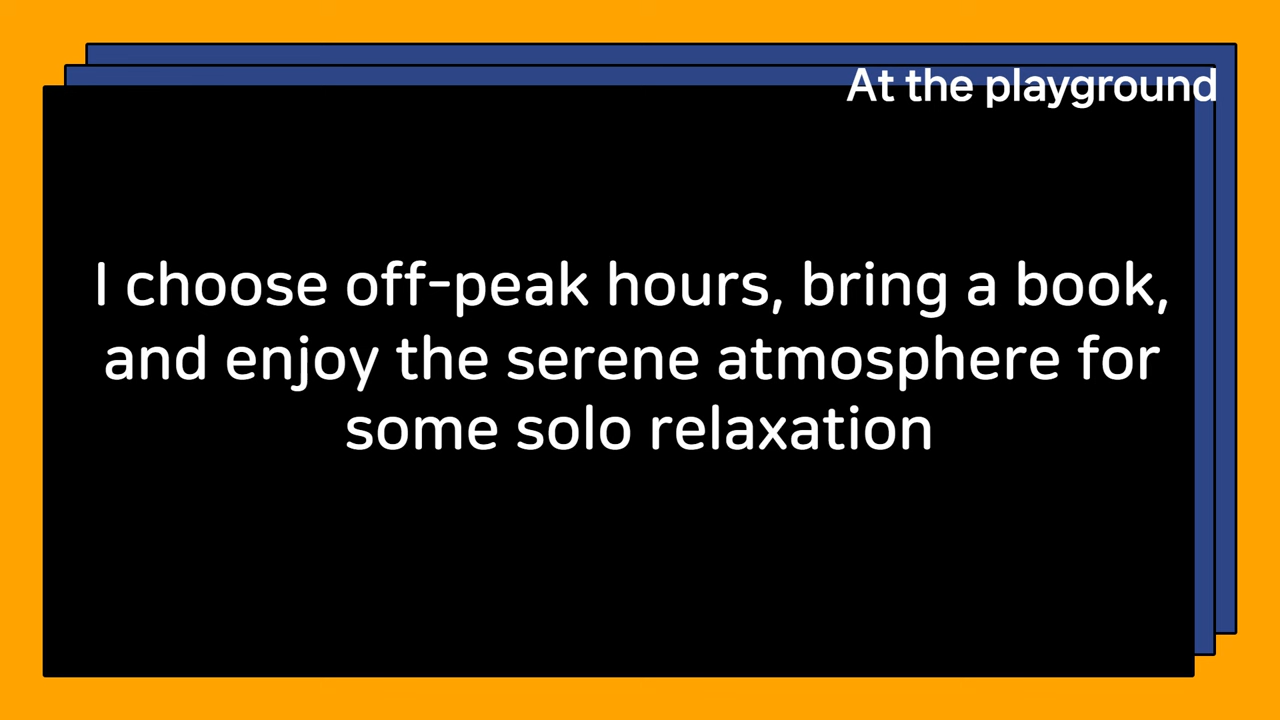 At the playground
I choose off-peak hours, bring a book,
and enjoy the serene atmosphere for
some solo relaxation